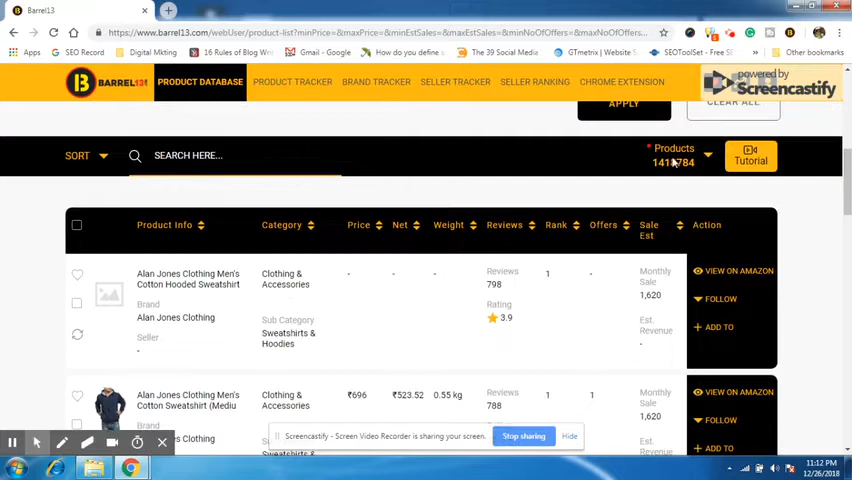 Barrel13
https://www.barrel13.com/webUser/product-list?minPrice=&maxPrice=&minEstSales=&maxEstSales=&minNoOfOffers=&maxNoOfOffers=
Apps SEO Record Digital Mkting 16 Rules of Blog Wri Gmail - Google How do you define The 39 Social Media GTmetrix | Website S SEOToolSet - Free SE Other bookmarks
BARREL13 PRODUCT DATABASE PRODUCT TRACKER BRAND TRACKER SELLER TRACKER SELLER RANKING CHROME EXTENSION
powered by
Screencastify
APPLY CLEAR ALL
SORT SEARCH HERE... * Products Tutorial
Product Info Category Price Net Weight Reviews Rank Offers Sale Est Action
Alan Jones Clothing Men's
Cotton Hooded Sweatshirt
Brand
Alan Jones Clothing
Seller
-
Clothing &
Accessories
Sub Category
Sweatshirts &
Hoodies
- - -
Reviews
798
Rating
3.9
1 -
Monthly
Sale
1,620
Est.
Revenue
-
VIEW ON AMAZON
FOLLOW
+ ADD TO
Alan Jones Clothing Men's
Cotton Sweatshirt (Mediu
Brand
Clothing &
Accessories
₹696 ₹523.52 0.55 kg
Reviews
788
1 1
Monthly
Sale
1,620
Est.
VIEW ON AMAZON
FOLLOW
+ ADD TO
Screencastify - Screen Video Recorder is sharing your screen. Stop sharing Hide
11:12 PM
12/26/2018